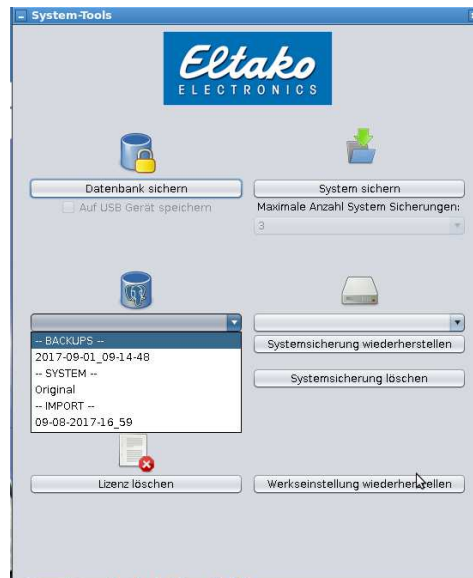 System-Tools
Eltako
ELECTRONICS
Datenbank sichern
System sichern
Auf USB Gerät speichern
Maximale Anzahl System Sicherungen:
3
-- BACKUPS --
2017-09-01_09-14-48
-- SYSTEM --
Original
-- IMPORT --
09-08-2017-16_59
Systemsicherung wiederherstellen
Systemsicherung löschen
Lizenz löschen
Werkseinstellung wiederherstellen